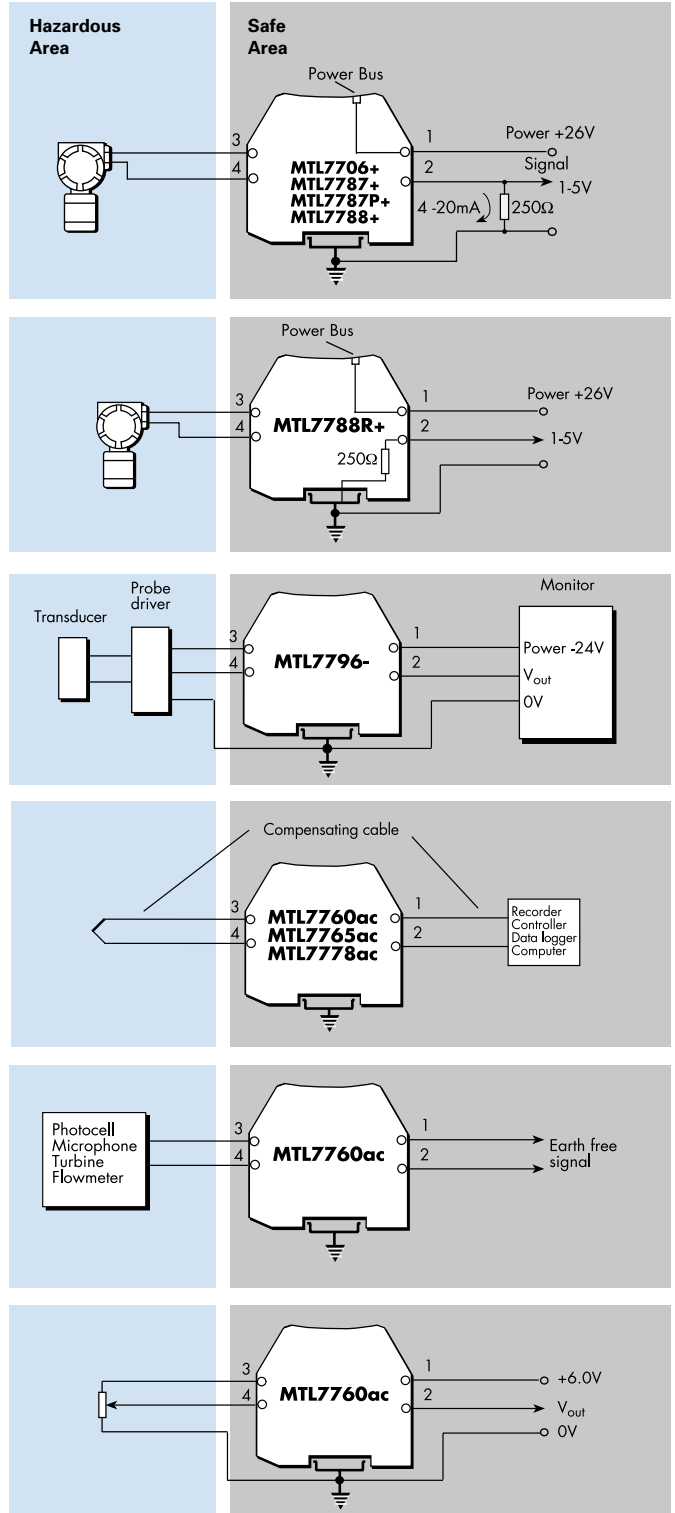 Hazardous
Area
Safe
Area
Power Bus
3
4
MTL7706+
MTL7787+
MTL7787P+
MTL7788+
1
2
Power +26V
Signal
1-5V
4 -20mA
250Ω
Power Bus
3
4
MTL7788R+
250Ω
1
2
Power +26V
1-5V
Transducer
Probe
driver
3
4
MTL7796-
1
2
Monitor
Power -24V
Vout
0V
Compensating cable
3
4
MTL7760ac
MTL7765ac
MTL7778ac
1
2
Recorder
Controller
Data logger
Computer
Photocell
Microphone
Turbine
Flowmeter
3
4
MTL7760ac
1
2
Earth free
signal
3
4
MTL7760ac
1
2
+6.0V
Vout
0V